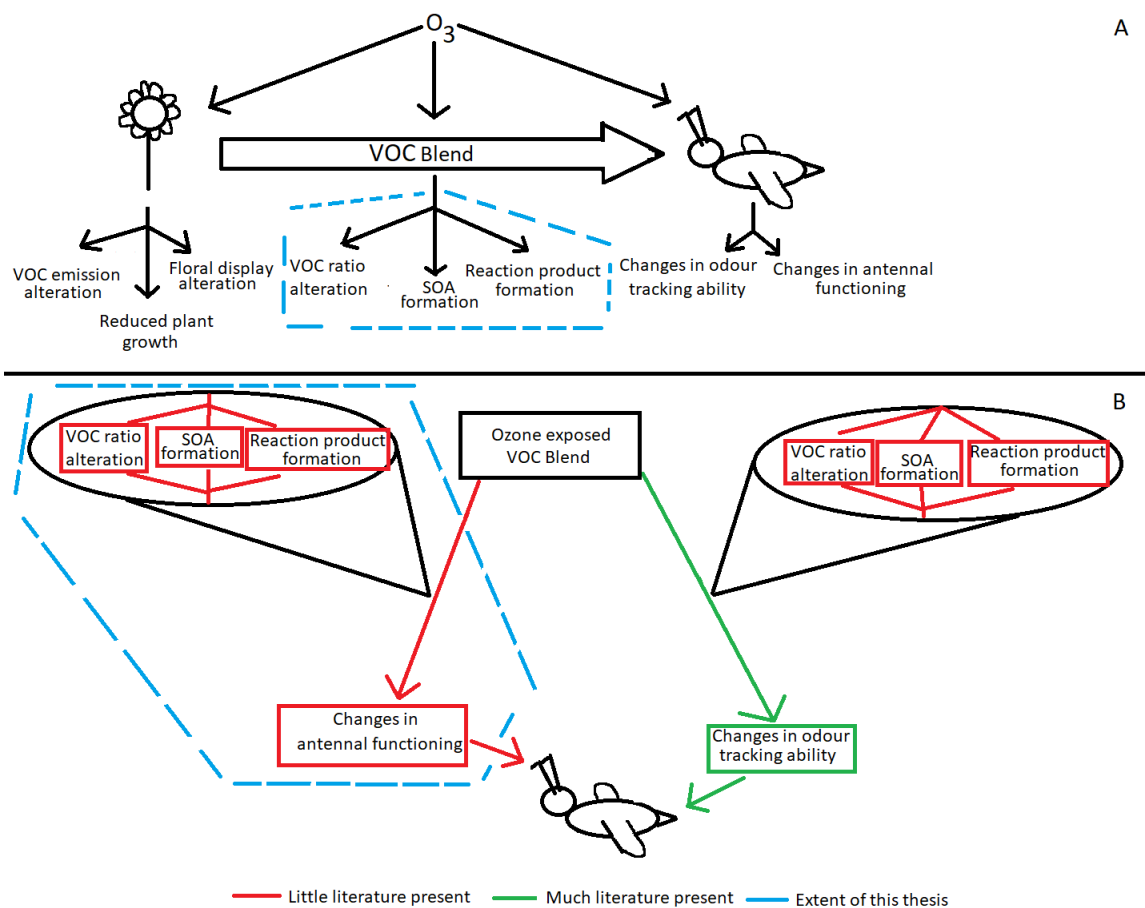 A
O3
VOC Blend
VOC emission
alteration
Floral display
alteration
Reduced plant
growth
VOC ratio
alteration
SOA
formation
Reaction product
formation
Changes in odour
tracking ability
Changes in antennal
functioning
B
VOC ratio
alteration
SOA
formation
Reaction product
formation
Ozone exposed
VOC Blend
VOC ratio
alteration
SOA
formation
Reaction product
formation
Changes in
antennal functioning
Changes in odour
tracking ability
Little literature present
Much literature present
Extent of this thesis